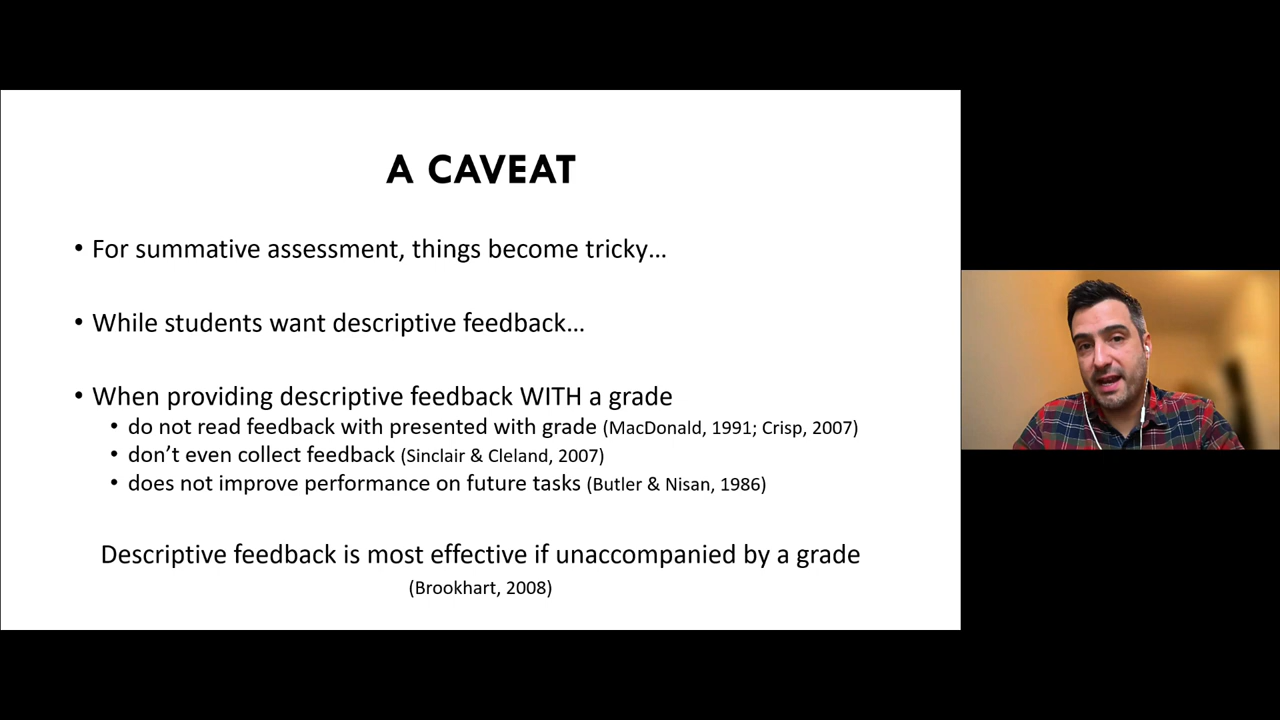 A CAVEAT
• For summative assessment, things become tricky...
• While students want descriptive feedback...
• When providing descriptive feedback WITH a grade
• do not read feedback with presented with grade (MacDonald, 1991; Crisp, 2007)
• don't even collect feedback (Sinclair & Cleland, 2007)
• does not improve performance on future tasks (Butler & Nisan, 1986)
Descriptive feedback is most effective if unaccompanied by a grade
(Brookhart, 2008)